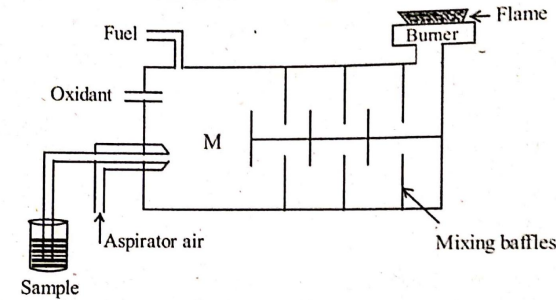 Flame
Burner
Fuel
Oxidant
M
Aspirator air
Mixing baffles
Sample